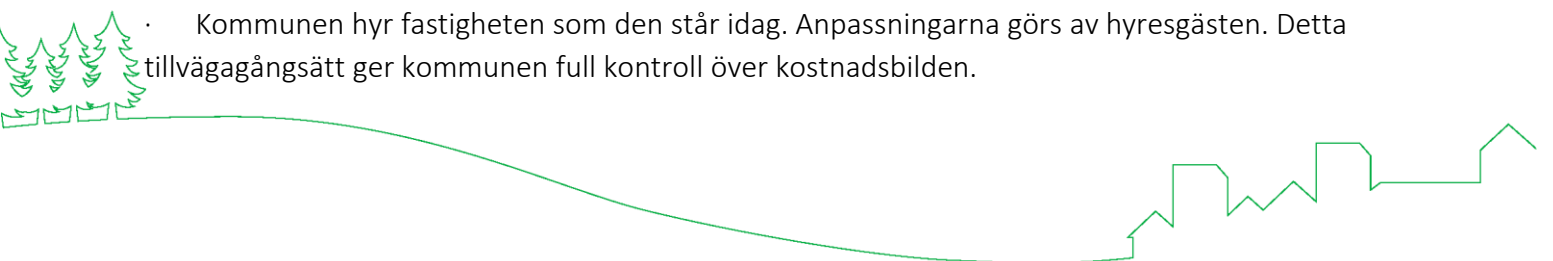 · Kommunen hyr fastigheten som den står idag. Anpassningarna görs av hyresgästen. Detta
tillvägagångsätt ger kommunen full kontroll över kostnadsbilden.